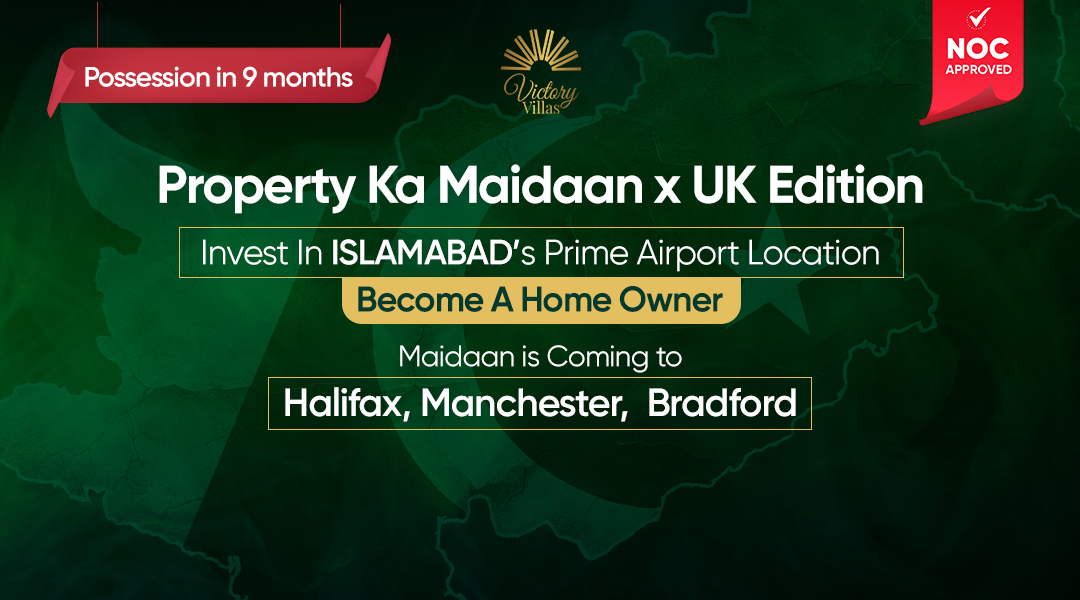 Possession in 9 months
Victory
Villas
NOC
APPROVED
Property Ka Maidaan x UK Edition
Invest In ISLAMABAD's Prime Airport Location
Become A Home Owner
Maidaan is Coming to
Halifax, Manchester, Bradford